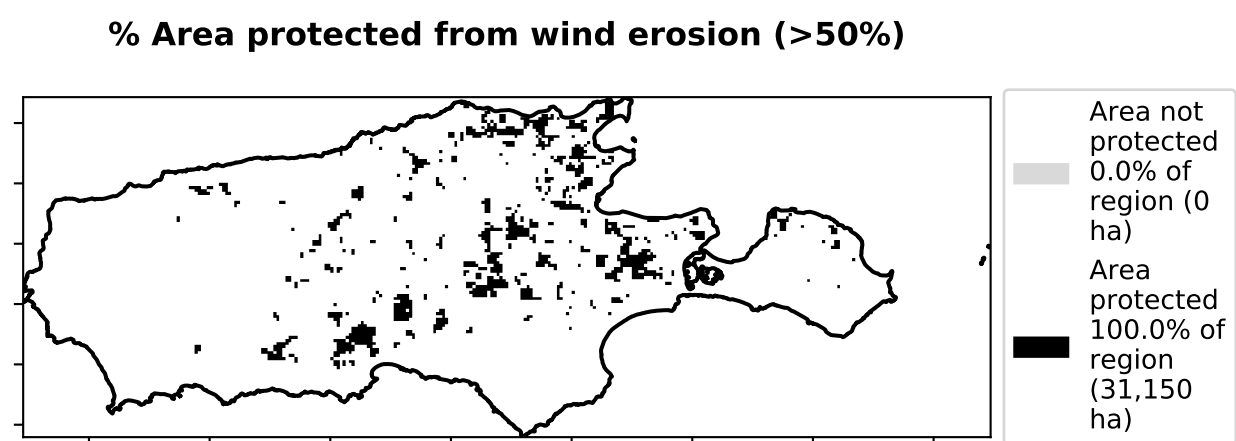 % Area protected from wind erosion (>50%)
Area not
protected
0.0% of
region (0
ha)
Area
protected
100.0% of
region
(31,150
ha)